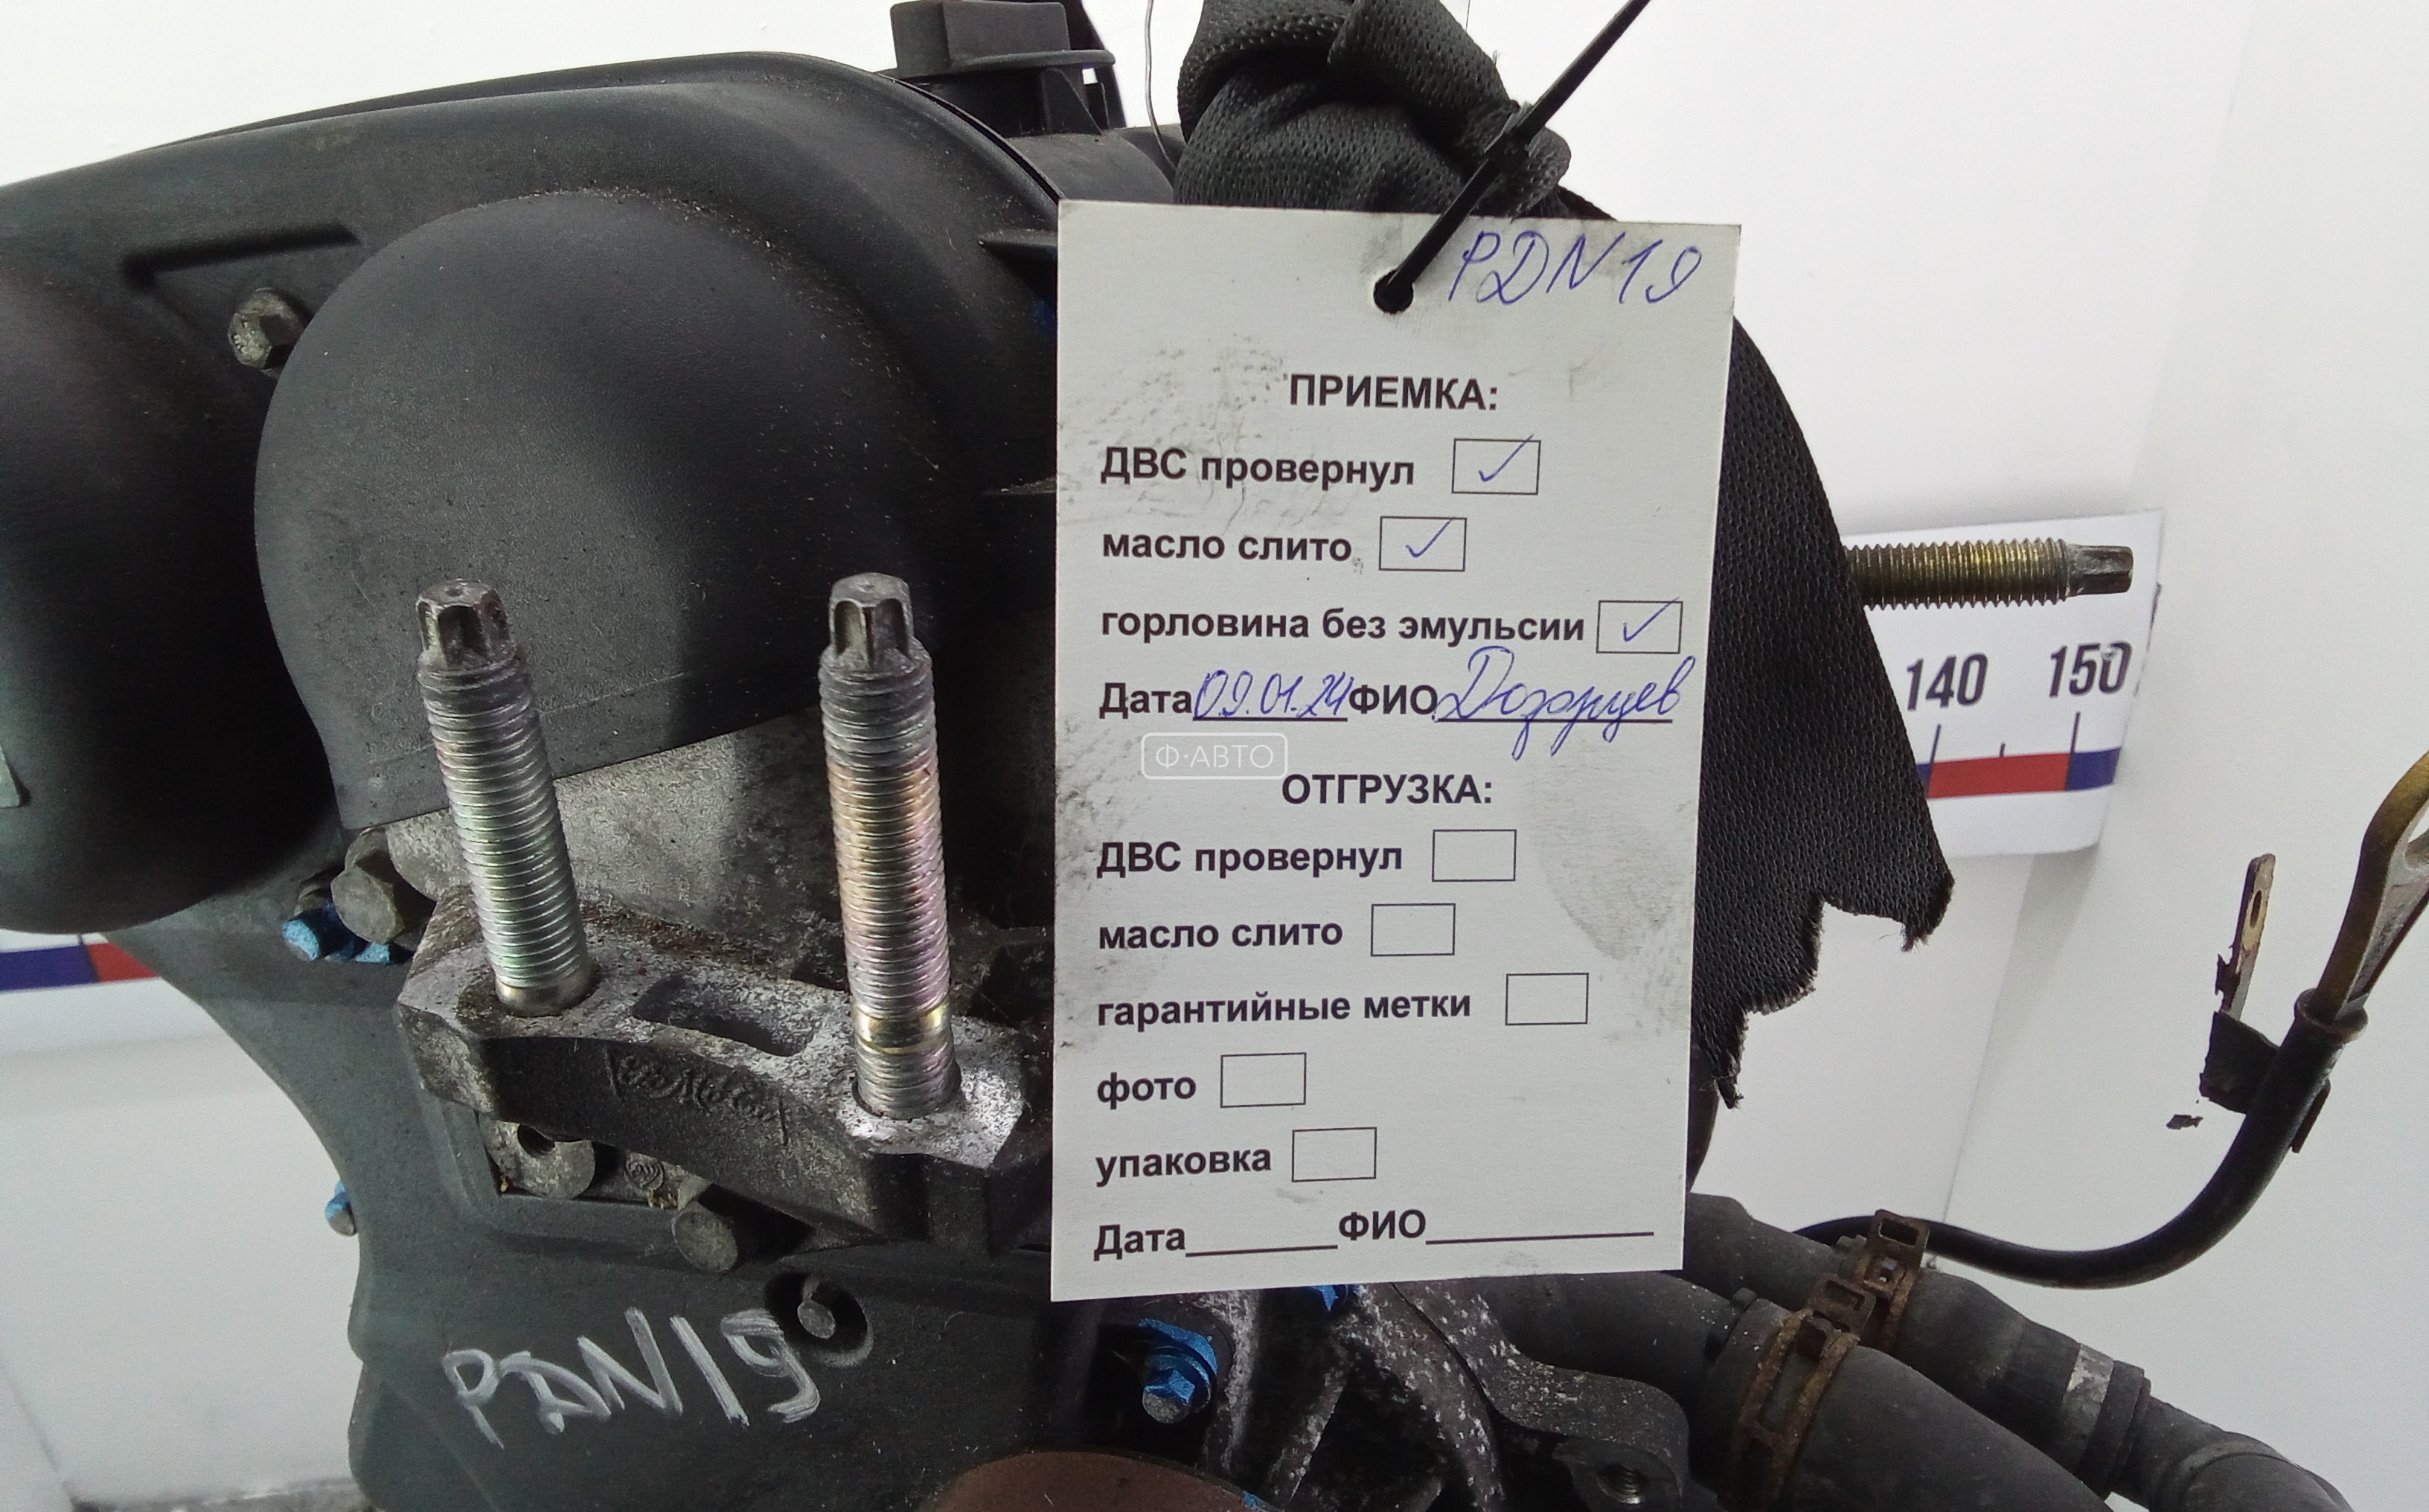 PDN19
ПРИЕМКА:
ДВС провернул
масло слито
горловина без эмульсии
Дата 09.01.24 ФИО
Ф·АВТО
ОТГРУЗКА:
ДВС провернул
масло слито
гарантийные метки
фото
упаковка
Дата ФИО
140 150
PDN19